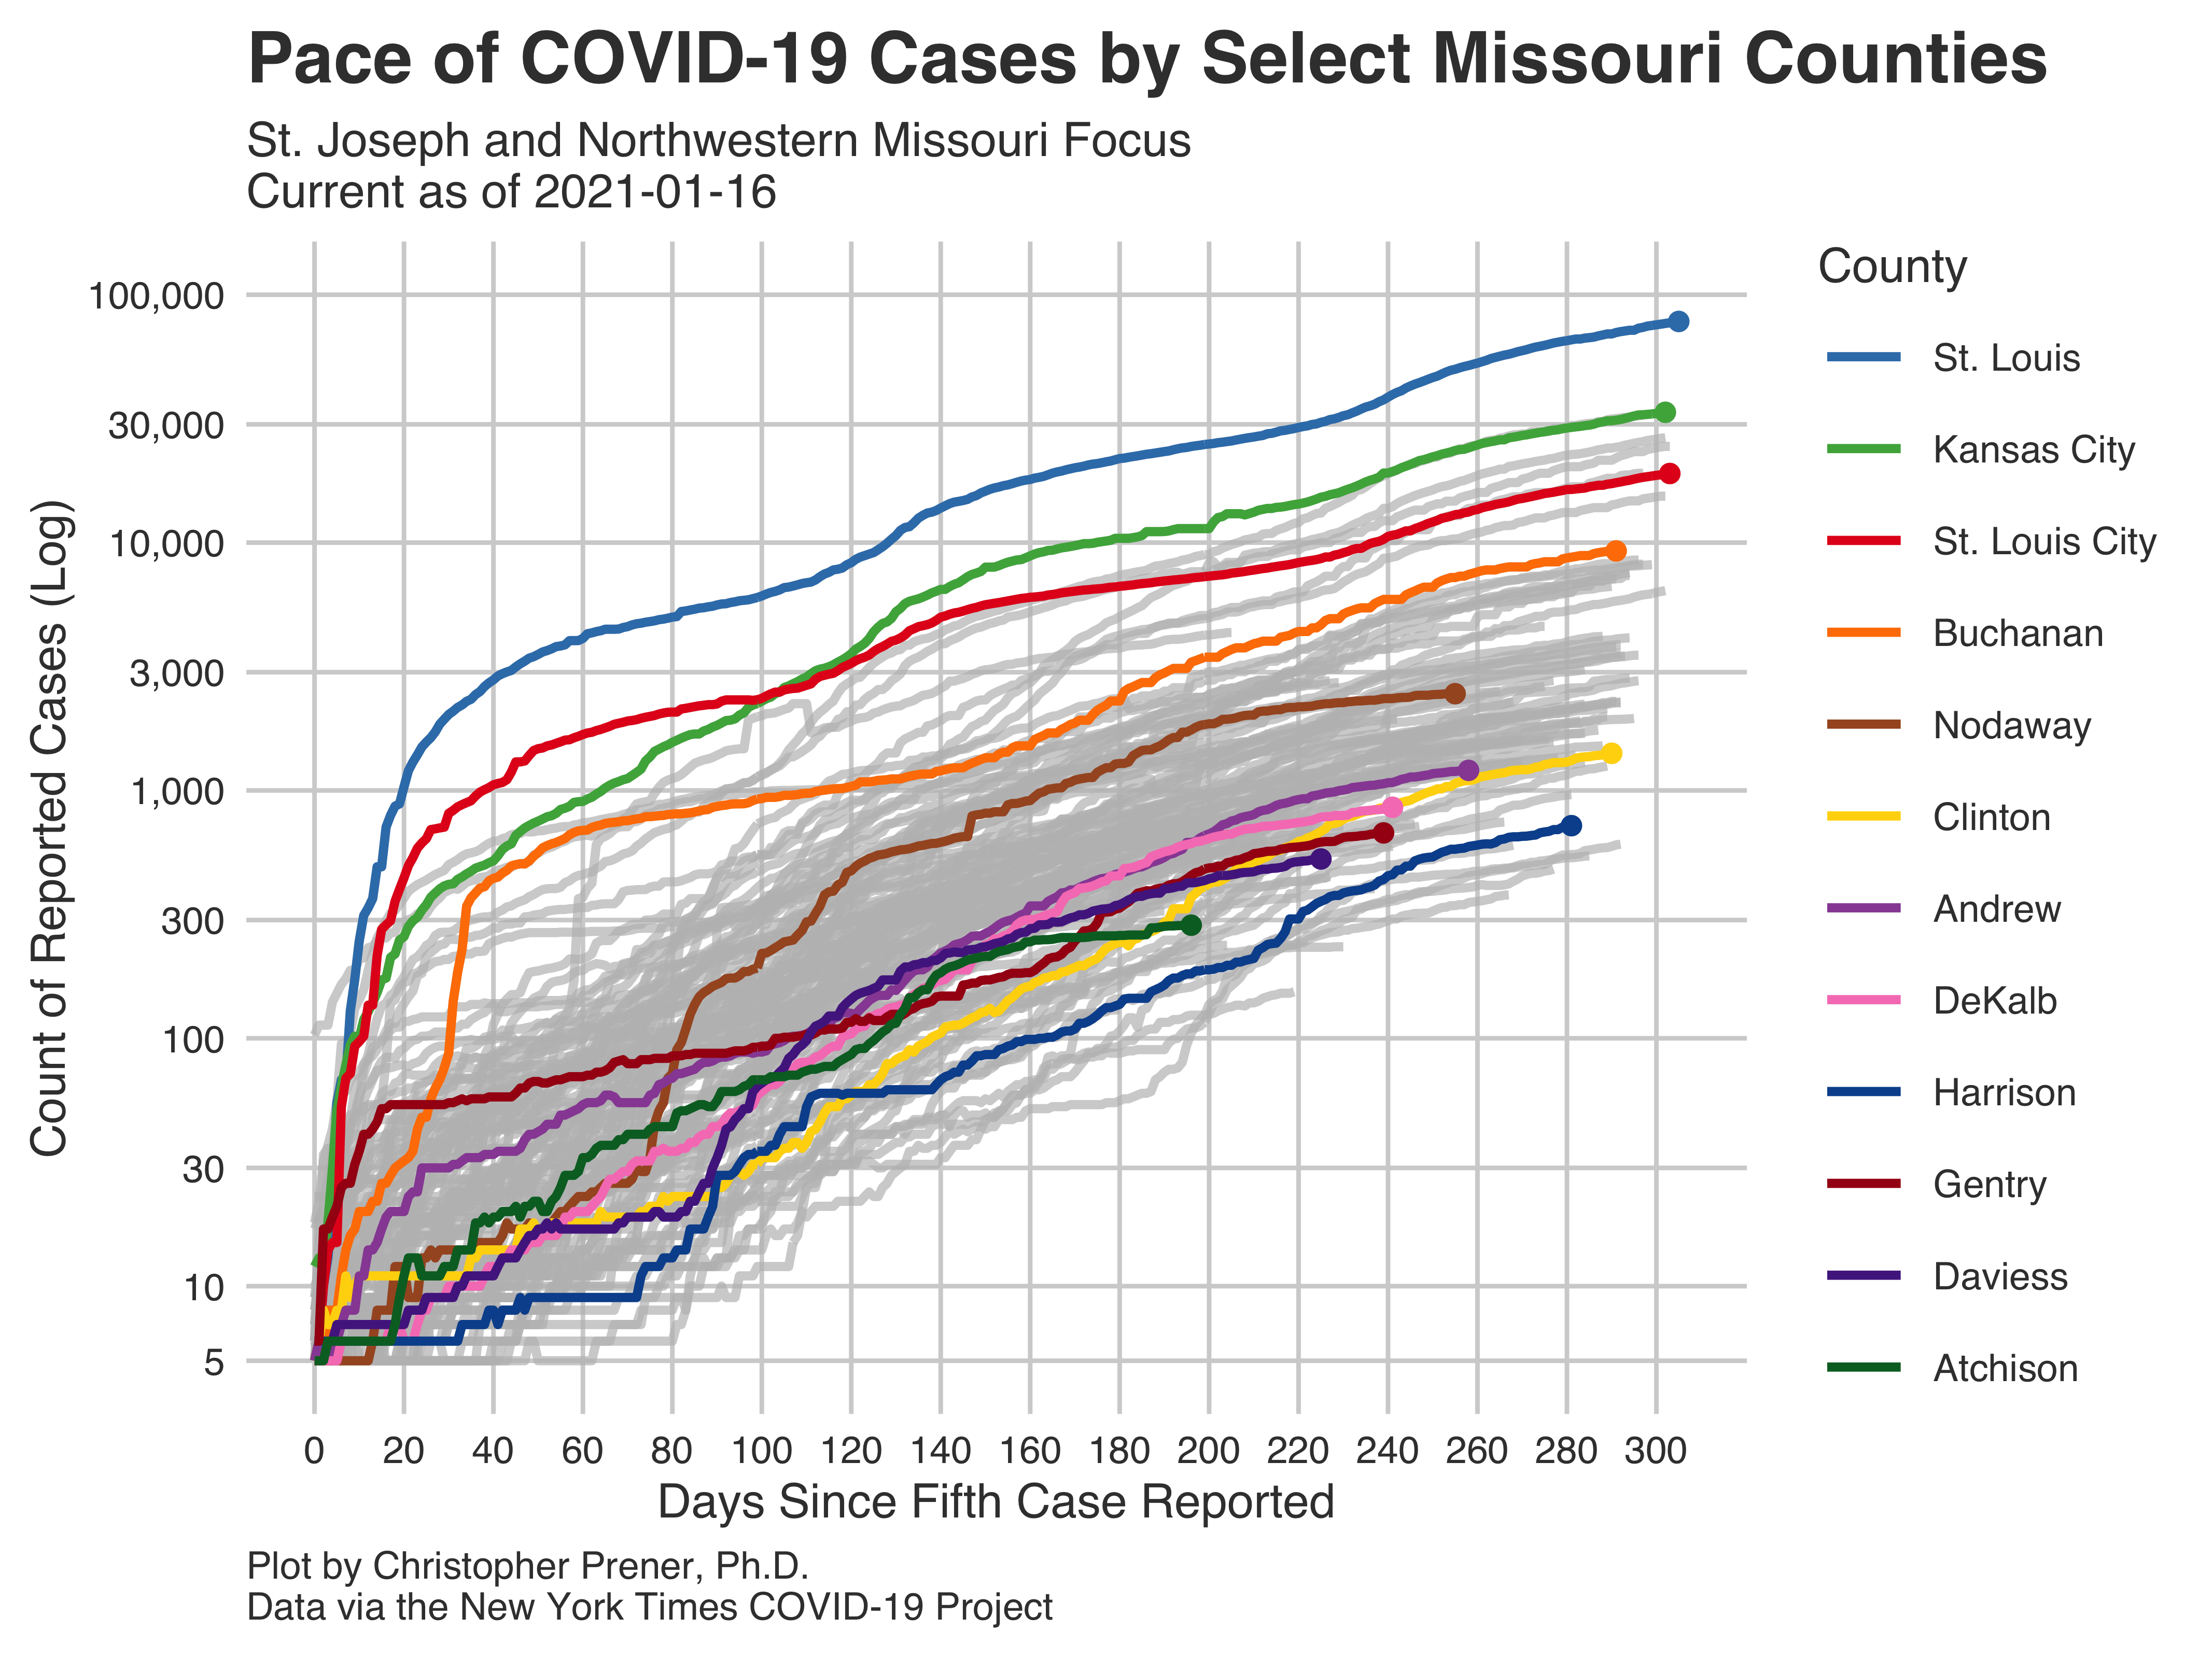 Pace of COVID-19 Cases by Select Missouri Counties
St. Joseph and Northwestern Missouri Focus
Current as of 2021-01-16
Count of Reported Cases (Log)
100,000
30,000
10,000
3,000
1,000
300
100
30
10
5
0 20 40 60 80 100 120 140 160 180 200 220 240 260 280 300
Days Since Fifth Case Reported
County
St. Louis
Kansas City
St. Louis City
Buchanan
Nodaway
Clinton
Andrew
DeKalb
Harrison
Gentry
Daviess
Atchison
Plot by Christopher Prener, Ph.D.
Data via the New York Times COVID-19 Project